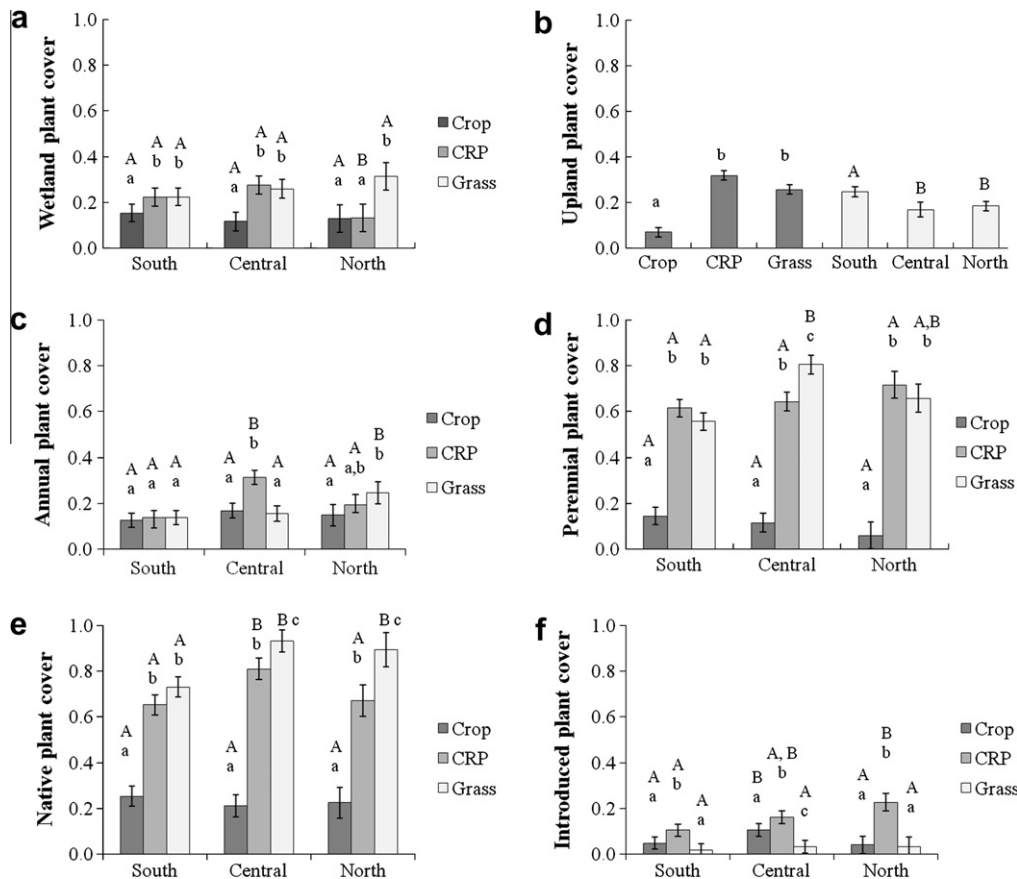 a
Wetland plant cover
1.0
0.8
0.6
0.4
0.2
0.0
A A A A A A A B A
a b b a b b a a b
South Central North
Crop
CRP
Grass
b
Upland plant cover
1.0
0.8
0.6
0.4
0.2
0.0
a b b A B B
Crop CRP Grass South Central North
c
Annual plant cover
1.0
0.8
0.6
0.4
0.2
0.0
A A A A B A A A B
a a a a b a a a,b b
South Central North
Crop
CRP
Grass
d
Perennial plant cover
1.0
0.8
0.6
0.4
0.2
0.0
A A A A A B A A A,B
a b b a b c a b b
South Central North
Crop
CRP
Grass
e
Native plant cover
1.0
0.8
0.6
0.4
0.2
0.0
A A A A B B c A A B c
a b b a b a b
South Central North
Crop
CRP
Grass
f
Introduced plant cover
1.0
0.8
0.6
0.4
0.2
0.0
A A A B A, B A A B A
a b a a b c a b a
South Central North
Crop
CRP
Grass